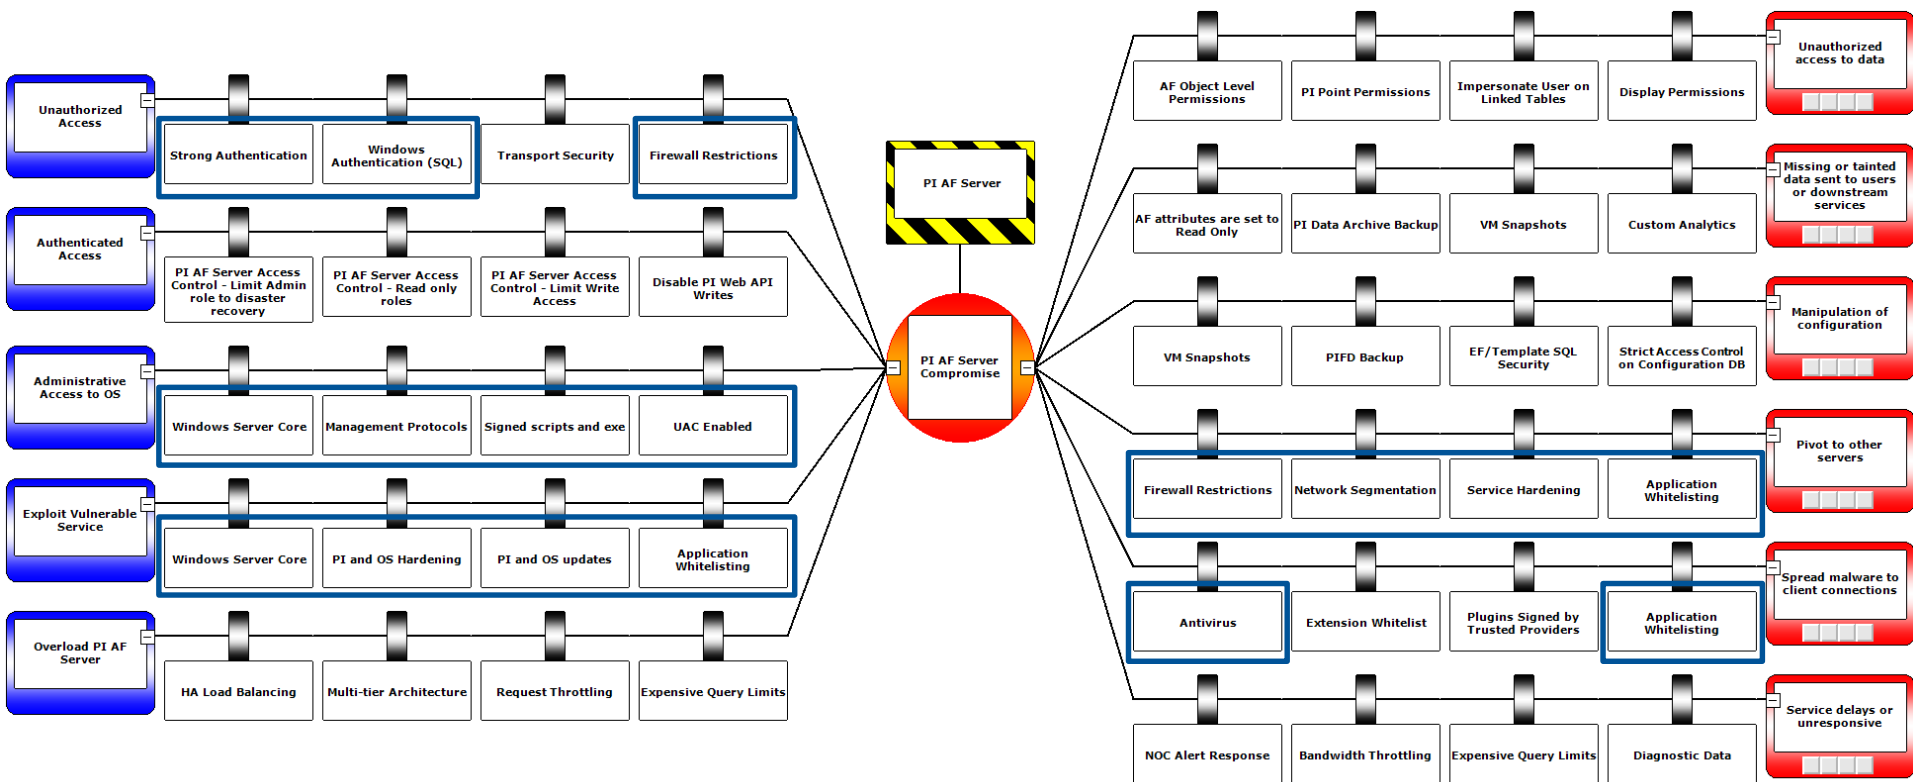 Unauthorized
Access
Strong Authentication
Windows
Authentication (SQL)
Transport Security
Firewall Restrictions
Authenticated
Access
PI AF Server Access
Control - Limit Admin
role to disaster
recovery
PI AF Server Access
Control - Read only
roles
PI AF Server Access
Control - Limit Write
Access
Disable PI Web API
Writes
Administrative
Access to OS
Windows Server Core
Management Protocols
Signed scripts and exe
UAC Enabled
Exploit Vulnerable
Service
Windows Server Core
PI and OS Hardening
PI and OS updates
Application
Whitelisting
Overload PI AF
Server
HA Load Balancing
Multi-tier Architecture
Request Throttling
Expensive Query Limits
PI AF Server
PI AF Server
Compromise
AF Object Level
Permissions
PI Point Permissions
Impersonate User on
Linked Tables
Display Permissions
Unauthorized
access to data
AF attributes are set to
Read Only
PI Data Archive Backup
VM Snapshots
Custom Analytics
Missing or tainted
data sent to users
or downstream
services
VM Snapshots
PIFD Backup
EF/Template SQL
Security
Strict Access Control
on Configuration DB
Manipulation of
configuration
Firewall Restrictions
Network Segmentation
Service Hardening
Application
Whitelisting
Pivot to other
servers
Antivirus
Extension Whitelist
Plugins Signed by
Trusted Providers
Application
Whitelisting
Spread malware to
client connections
NOC Alert Response
Bandwidth Throttling
Expensive Query Limits
Diagnostic Data
Service delays or
unresponsive